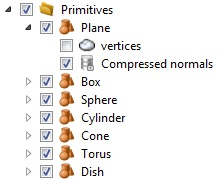 Primitives
Plane
vertices
Compressed normals
Box
Sphere
Cylinder
Cone
Torus
Dish